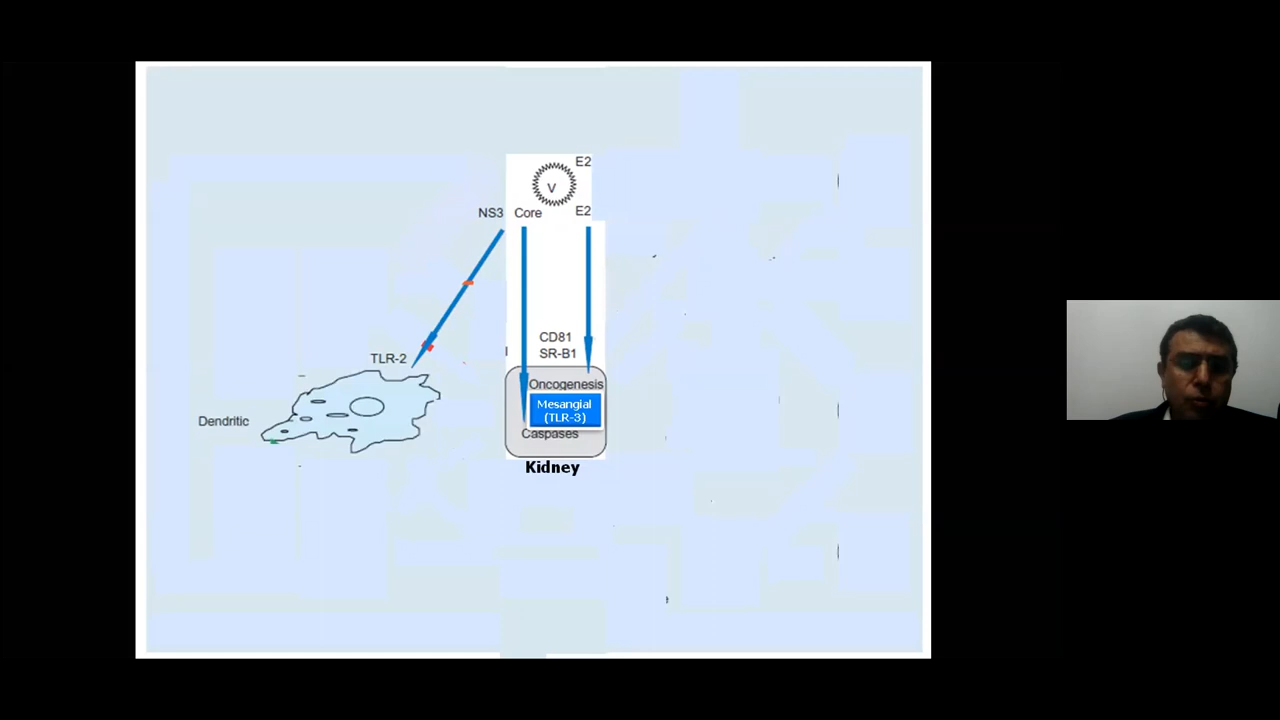 E2
V
NS3 Core E2
CD81
SR-B1
TLR-2
Oncogenesis
Mesangial
(TLR-3)
Dendritic
Caspases
Kidney